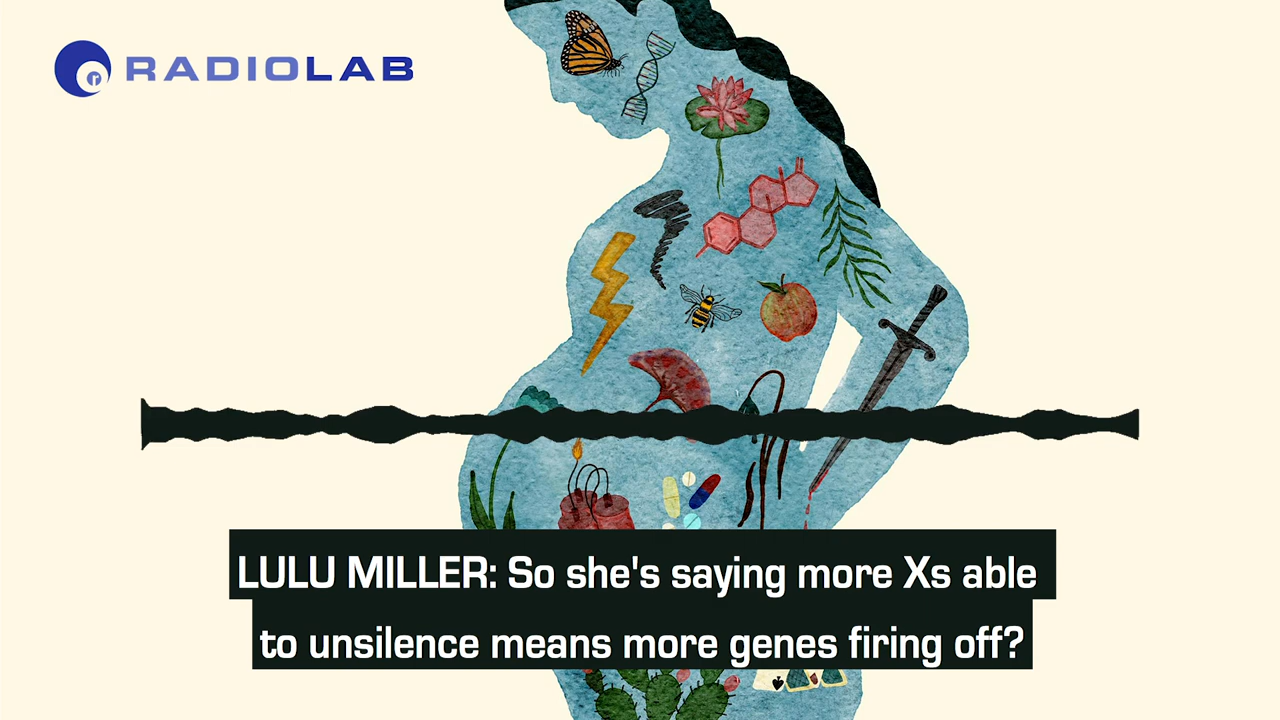 RADIOLAB
LULU MILLER: So she's saying more Xs able
to unsilence means more genes firing off?